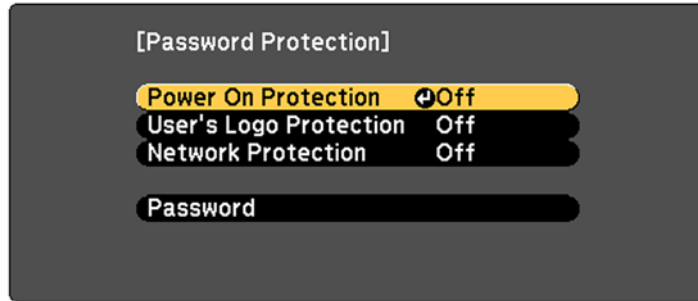 [Password Protection]
Power On Protection Off
User's Logo Protection Off
Network Protection Off
Password